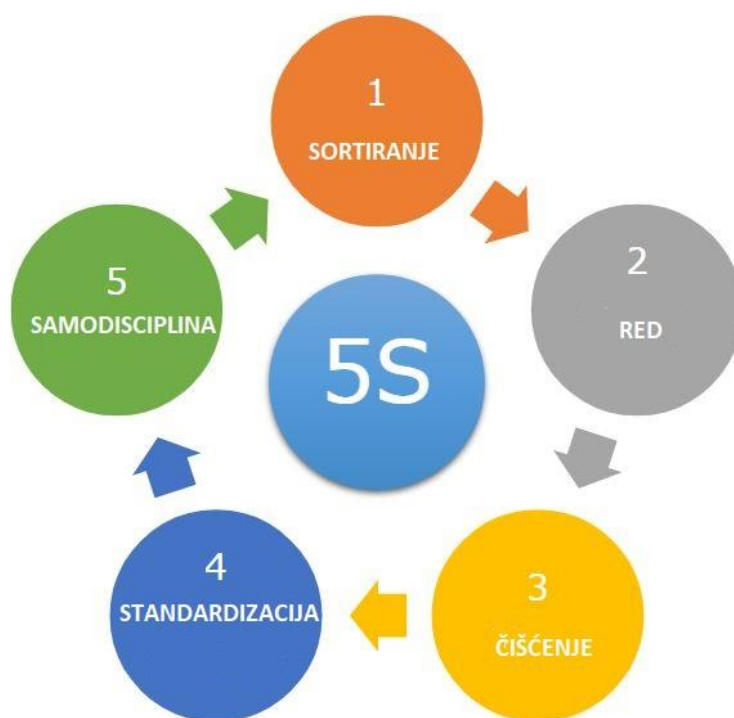 1
SORTIRANJE
2
RED
3
ČIŠĆENJE
4
STANDARDIZACIJA
5
SAMODISCIPLINA
5S